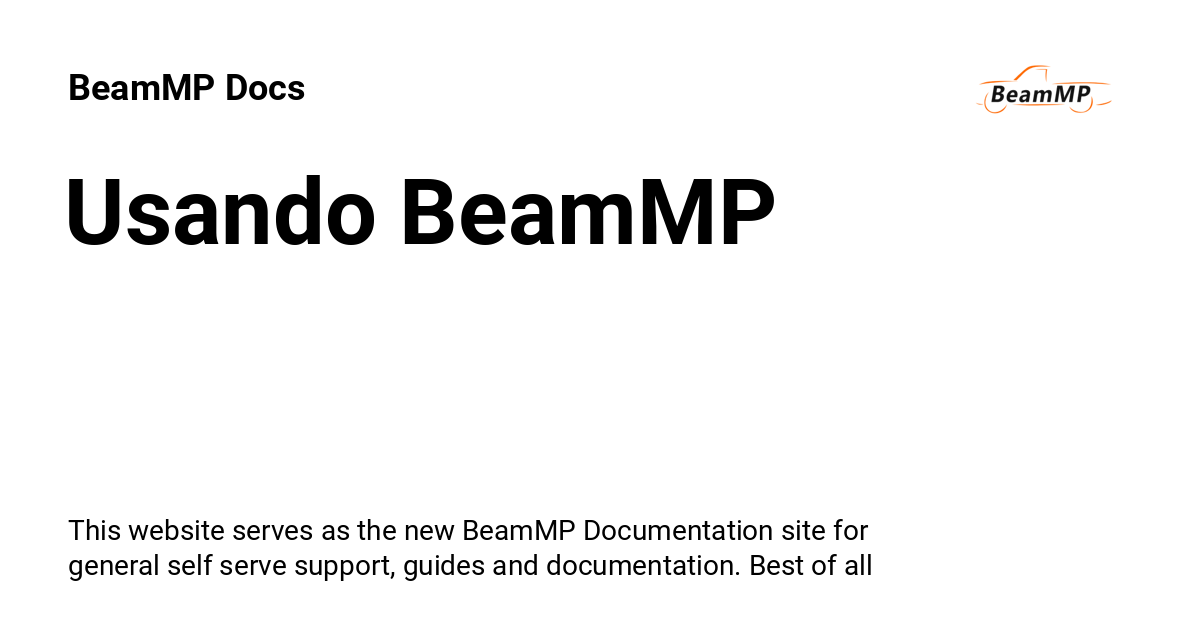 BeamMP Docs
BeamMP
Usando BeamMP
This website serves as the new BeamMP Documentation site for
general self serve support, guides and documentation. Best of all